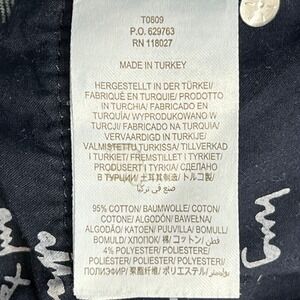 T0609
P.O. 629763
RN 118027
MADE IN TURKEY
HERGESTELLT IN DER TÜRKEI/
FABRIQUÉ EN TURQUIE/ PRODOTTO
IN TURCHIA/ FABRICADO EN
TURQUÍA/ WYPRODUKOWANO W
TURCJI/ FABRICADO NA TURQUIA/
VERVAARDIGD IN TURKIJE/
VALMISTETTU TURKISSA/ TILLVERKAD
I TURKIET/ FREMSTILLET I TYRKIET/
PRODUSERT I TYRKIA/ СДЕЛАНО
В ТУРЦИИ/ 土耳其制造/ トルコ製/
صنع في تركيا
95% COTTON/ BAUMWOLLE/ COTON/
COTONE/ ALGODÓN/ BAWEŁNA/
ALGODÃO/ KATOEN/ PUUVILLA/ BOMULL/
BOMULD/ ХЛОПОК/ 棉/ コットン/ قطن
4% POLYESTER/ POLYESTER/
POLIESTER/ POLIÉSTER/ POLYESTERI/
ПОЛИЭФИР/ 聚酯纤维/ ポリエステル/ بوليستر